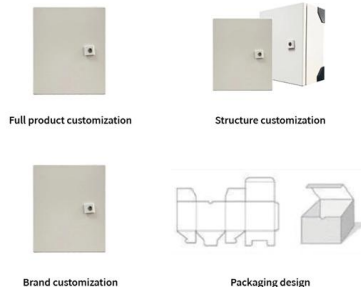 Full product customization
Structure customization
Brand customization
Packaging design